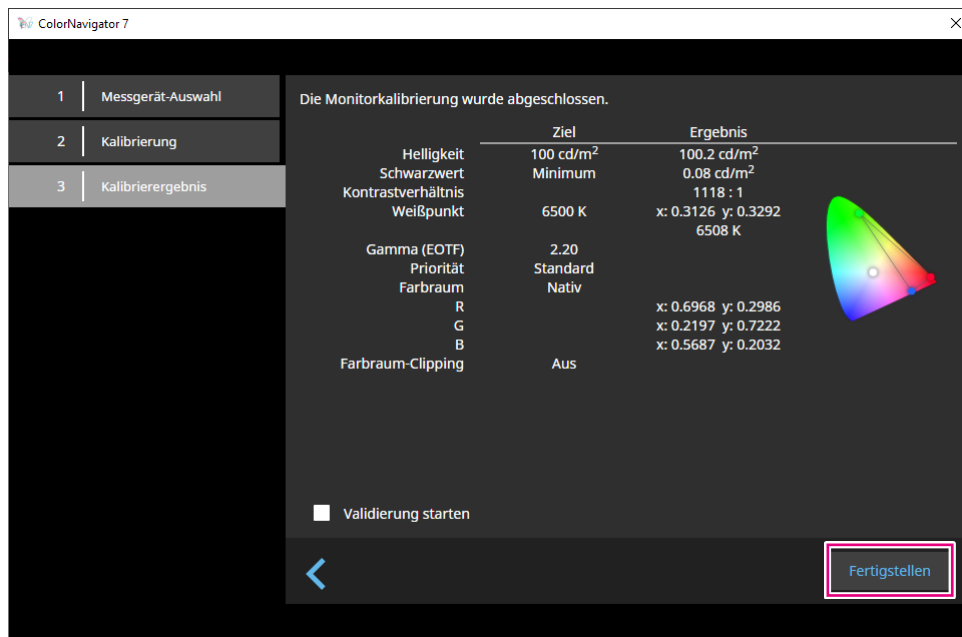 ColorNavigator 7
1 Messgerät-Auswahl
2 Kalibrierung
3 Kalibrierergebnis
Die Monitorkalibrierung wurde abgeschlossen.
Ziel Ergebnis
Helligkeit 100 cd/m² 100.2 cd/m²
Schwarzwert Minimum 0.08 cd/m²
Kontrastverhältnis 1118 : 1
Weißpunkt 6500 K x: 0.3126 y: 0.3292
6508 K
Gamma (EOTF) 2.20
Priorität Standard
Farbraum Nativ
R x: 0.6968 y: 0.2986
G x: 0.2197 y: 0.7222
B x: 0.5687 y: 0.2032
Farbraum-Clipping Aus
Validierung starten
Fertigstellen